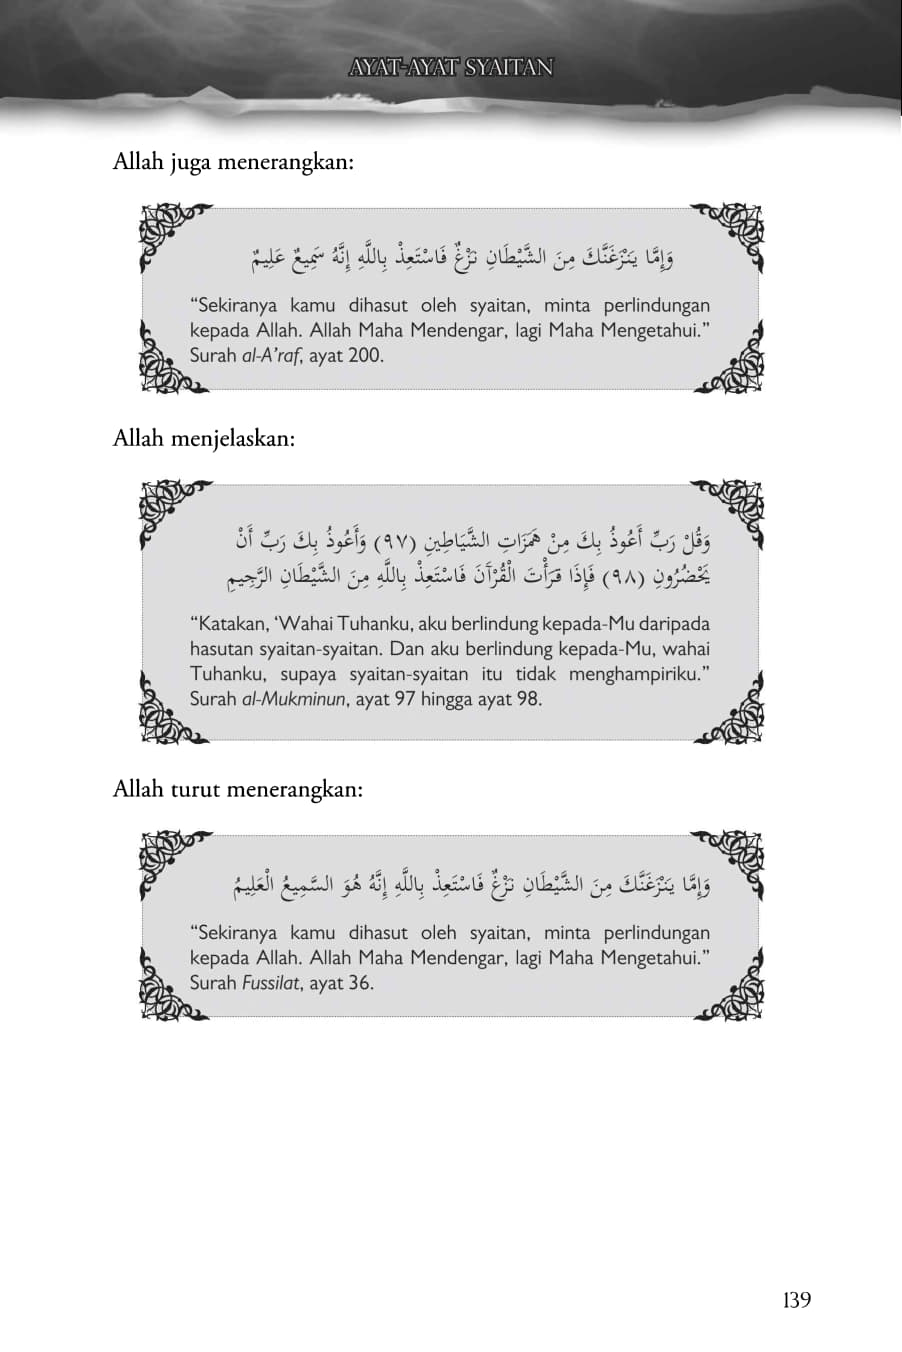 AYAT-AYAT SYAITAN
Allah juga menerangkan:
وَإِمَّا يَنْزَغَنَّكَ مِنَ الشَّيْطَانِ نَزْغٌ فَاسْتَعِذْ بِاللَّهِ إِنَّهُ سَمِيعٌ عَلِيمٌ
“Sekiranya kamu dihasut oleh syaitan, minta perlindungan
kepada Allah. Allah Maha Mendengar, lagi Maha Mengetahui.”
Surah al-A’raf, ayat 200.
Allah menjelaskan:
وَقُلْ رَبِّ أَعُوذُ بِكَ مِنْ هَمَزَاتِ الشَّيَاطِينِ (٩٧) وَأَعُوذُ بِكَ رَبِّ أَنْ
يَحْضُرُونِ (٩٨) فَإِذَا قَرَأْتَ الْقُرْآنَ فَاسْتَعِذْ بِاللَّهِ مِنَ الشَّيْطَانِ الرَّجِيمِ
“Katakan, ‘Wahai Tuhanku, aku berlindung kepada-Mu daripada
hasutan syaitan-syaitan. Dan aku berlindung kepada-Mu, wahai
Tuhanku, supaya syaitan-syaitan itu tidak menghampiriku.”
Surah al-Mukminun, ayat 97 hingga ayat 98.
Allah turut menerangkan:
وَإِمَّا يَنْزَغَنَّكَ مِنَ الشَّيْطَانِ نَزْغٌ فَاسْتَعِذْ بِاللَّهِ إِنَّهُ هُوَ السَّمِيعُ الْعَلِيمُ
“Sekiranya kamu dihasut oleh syaitan, minta perlindungan
kepada Allah. Allah Maha Mendengar, lagi Maha Mengetahui.”
Surah Fussilat, ayat 36.
139